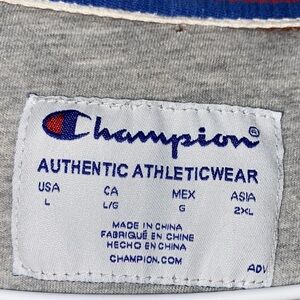 Champion®
AUTHENTIC ATHLETICWEAR
USA CA MEX ASIA
L L/G G 2XL
MADE IN CHINA
FABRIQUÉ EN CHINE
HECHO EN CHINA
CHAMPION.COM
ADV